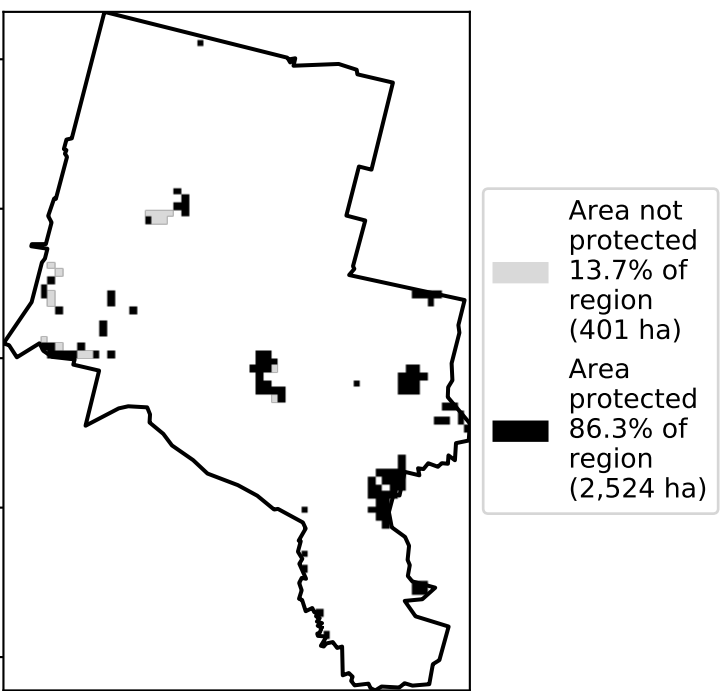 Area not
protected
13.7% of
region
(401 ha)
Area
protected
86.3% of
region
(2,524 ha)